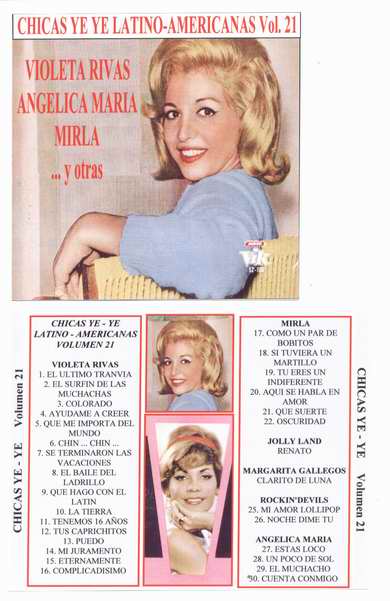 CHICAS YE YE LATINO-AMERICANAS Vol. 21
VIOLETA RIVAS
ANGELICA MARIA
MIRLA
... y otras
Vik
CHICAS YE - YE Volumen 21
CHICAS YE - YE
LATINO - AMERICANAS
VOLUMEN 21
VIOLETA RIVAS
1. EL ULTIMO TRANVIA
2. EL SURFIN DE LAS
MUCHACHAS
3. COLORADO
4. AYUDAME A CREER
5. QUE ME IMPORTA DEL
MUNDO
6. CHIN ... CHIN ...
7. SE TERMINARON LAS
VACACIONES
8. EL BAILE DEL
LADRILLO
9. QUE HAGO CON EL
LATIN
10. LA TIERRA
11. TENEMOS 16 AÑOS
12. TUS CAPRICHITOS
13. PUEDO
14. MI JURAMENTO
15. ETERNAMENTE
16. COMPLICADISIMO
MIRLA
17. COMO UN PAR DE
BOBITOS
18. SI TUVIERA UN
MARTILLO
19. TU ERES UN
INDIFERENTE
20. AQUI SE HABLA EN
AMOR
21. QUE SUERTE
22. OSCURIDAD
JOLLY LAND
RENATO
MARGARITA GALLEGOS
CLARITO DE LUNA
ROCKIN'DEVILS
25. MI AMOR LOLLIPOP
26. NOCHE DIME TU
ANGELICA MARIA
27. ESTAS LOCO
28. UN POCO DE SOL
29. EL MUCHACHO
30. CUENTA CONMIGO
CHICAS YE - YE Volumen 21